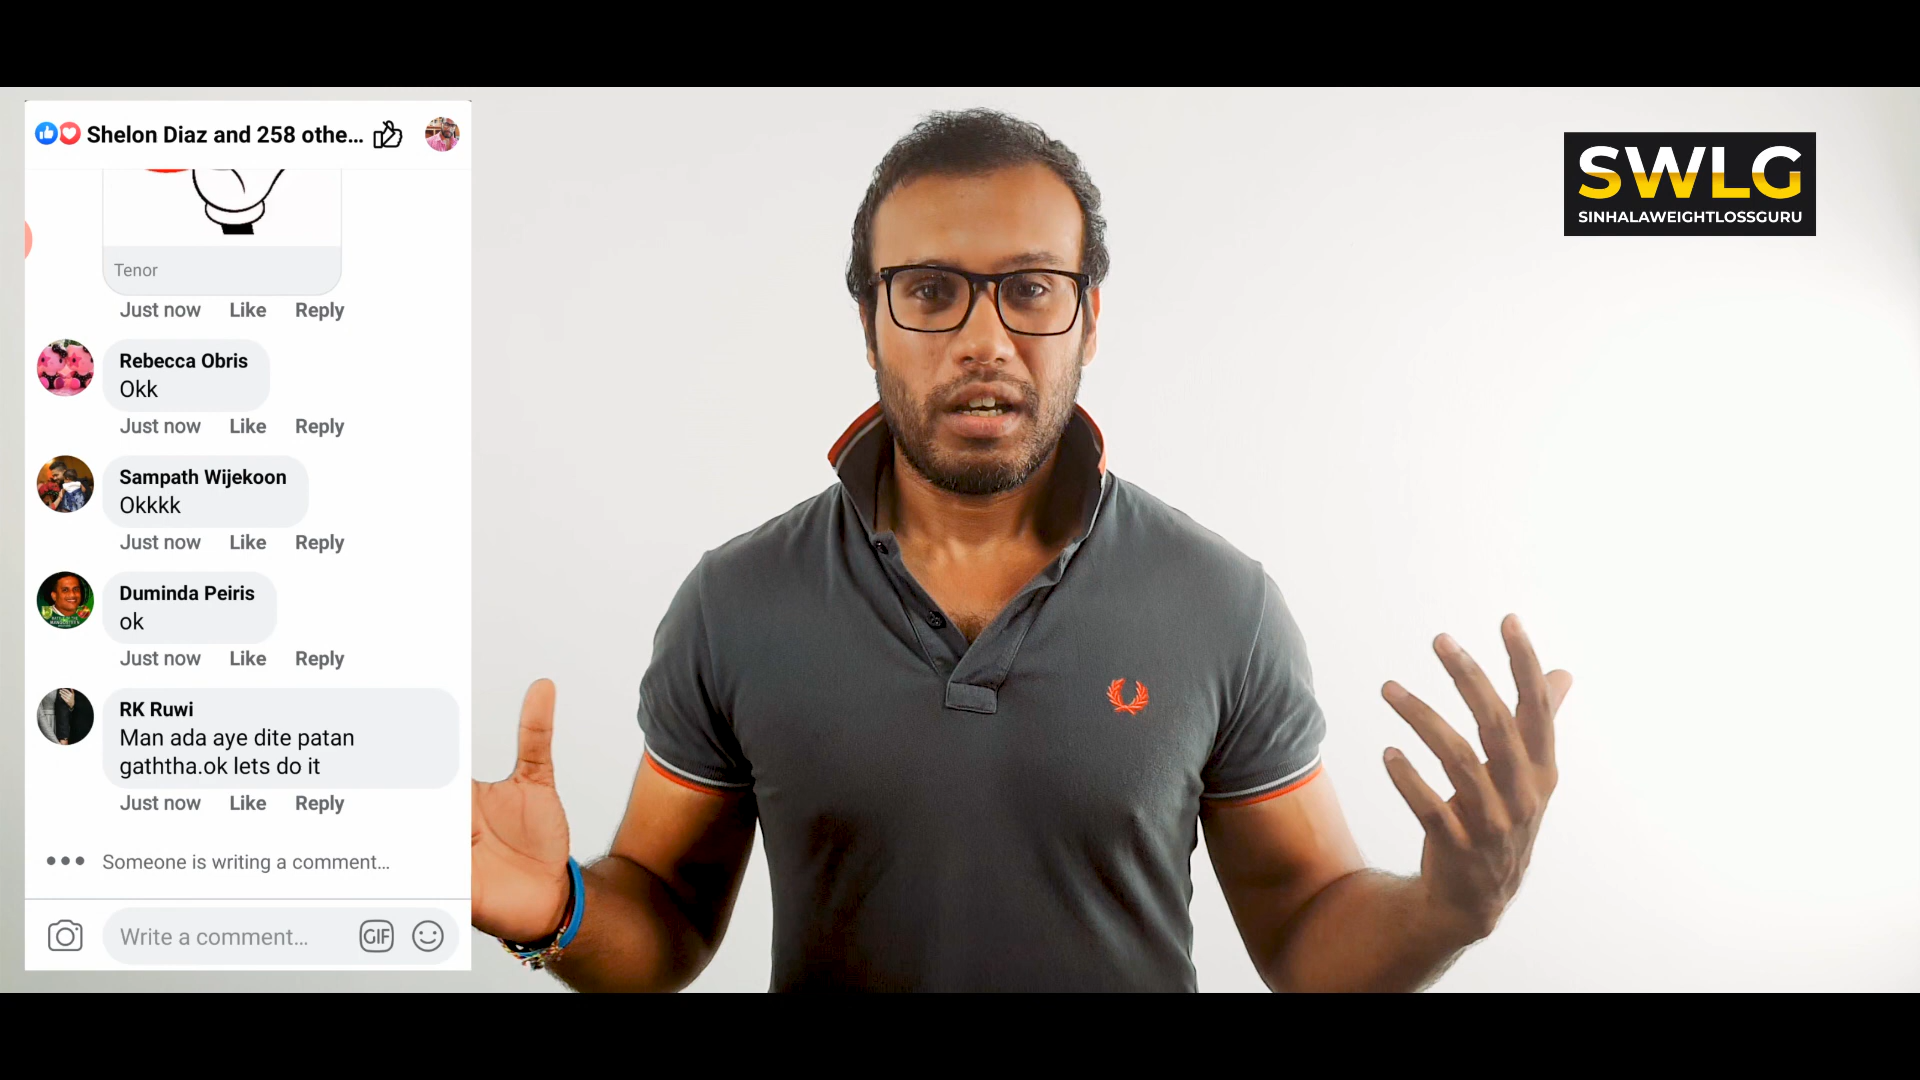 Shelon Diaz and 258 othe...
Tenor
Just now Like Reply
Rebecca Obris
Okk
Just now Like Reply
Sampath Wijekoon
Okkkk
Just now Like Reply
Duminda Peiris
ok
Just now Like Reply
RK Ruwi
Man ada aye dite patan
gaththa.ok lets do it
Just now Like Reply
Someone is writing a comment...
Write a comment...
GIF
SWLG
SINHALAWEIGHTLOSSGURU